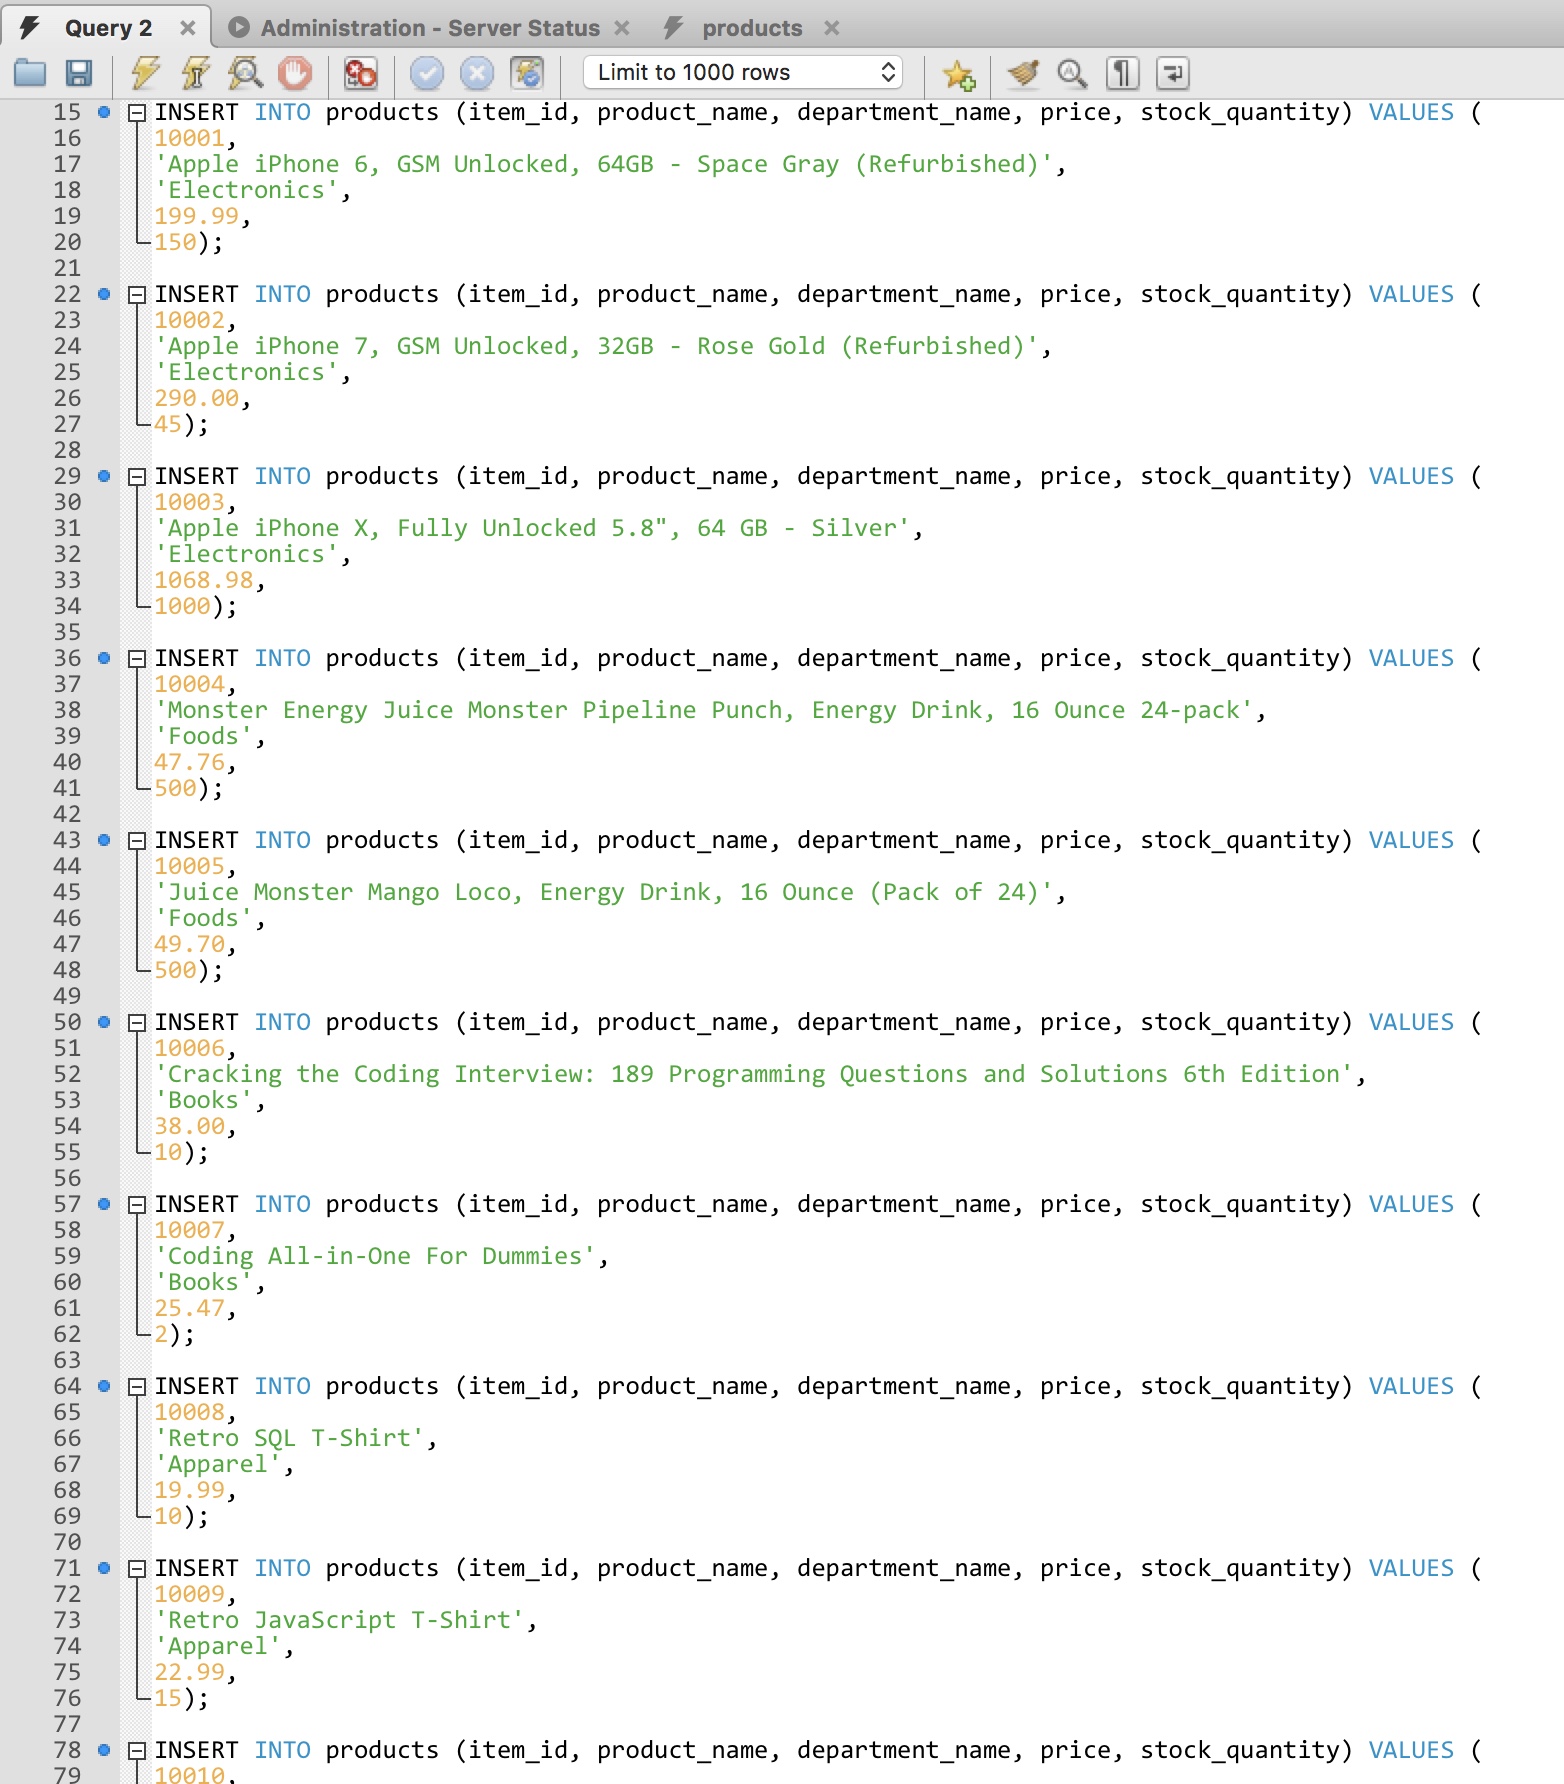 Query 2 Administration - Server Status products
Limit to 1000 rows
15 INSERT INTO products (item_id, product_name, department_name, price, stock_quantity) VALUES (
16 10001,
17 'Apple iPhone 6, GSM Unlocked, 64GB - Space Gray (Refurbished)',
18 'Electronics',
19 199.99,
20 150);
21
22 INSERT INTO products (item_id, product_name, department_name, price, stock_quantity) VALUES (
23 10002,
24 'Apple iPhone 7, GSM Unlocked, 32GB - Rose Gold (Refurbished)',
25 'Electronics',
26 290.00,
27 45);
28
29 INSERT INTO products (item_id, product_name, department_name, price, stock_quantity) VALUES (
30 10003,
31 'Apple iPhone X, Fully Unlocked 5.8", 64 GB - Silver',
32 'Electronics',
33 1068.98,
34 1000);
35
36 INSERT INTO products (item_id, product_name, department_name, price, stock_quantity) VALUES (
37 10004,
38 'Monster Energy Juice Monster Pipeline Punch, Energy Drink, 16 Ounce 24-pack',
39 'Foods',
40 47.76,
41 500);
42
43 INSERT INTO products (item_id, product_name, department_name, price, stock_quantity) VALUES (
44 10005,
45 'Juice Monster Mango Loco, Energy Drink, 16 Ounce (Pack of 24)',
46 'Foods',
47 49.70,
48 500);
49
50 INSERT INTO products (item_id, product_name, department_name, price, stock_quantity) VALUES (
51 10006,
52 'Cracking the Coding Interview: 189 Programming Questions and Solutions 6th Edition',
53 'Books',
54 38.00,
55 10);
56
57 INSERT INTO products (item_id, product_name, department_name, price, stock_quantity) VALUES (
58 10007,
59 'Coding All-in-One For Dummies',
60 'Books',
61 25.47,
62 2);
63
64 INSERT INTO products (item_id, product_name, department_name, price, stock_quantity) VALUES (
65 10008,
66 'Retro SQL T-Shirt',
67 'Apparel',
68 19.99,
69 10);
70
71 INSERT INTO products (item_id, product_name, department_name, price, stock_quantity) VALUES (
72 10009,
73 'Retro JavaScript T-Shirt',
74 'Apparel',
75 22.99,
76 15);
77
78 INSERT INTO products (item_id, product_name, department_name, price, stock_quantity) VALUES (
79 10010,